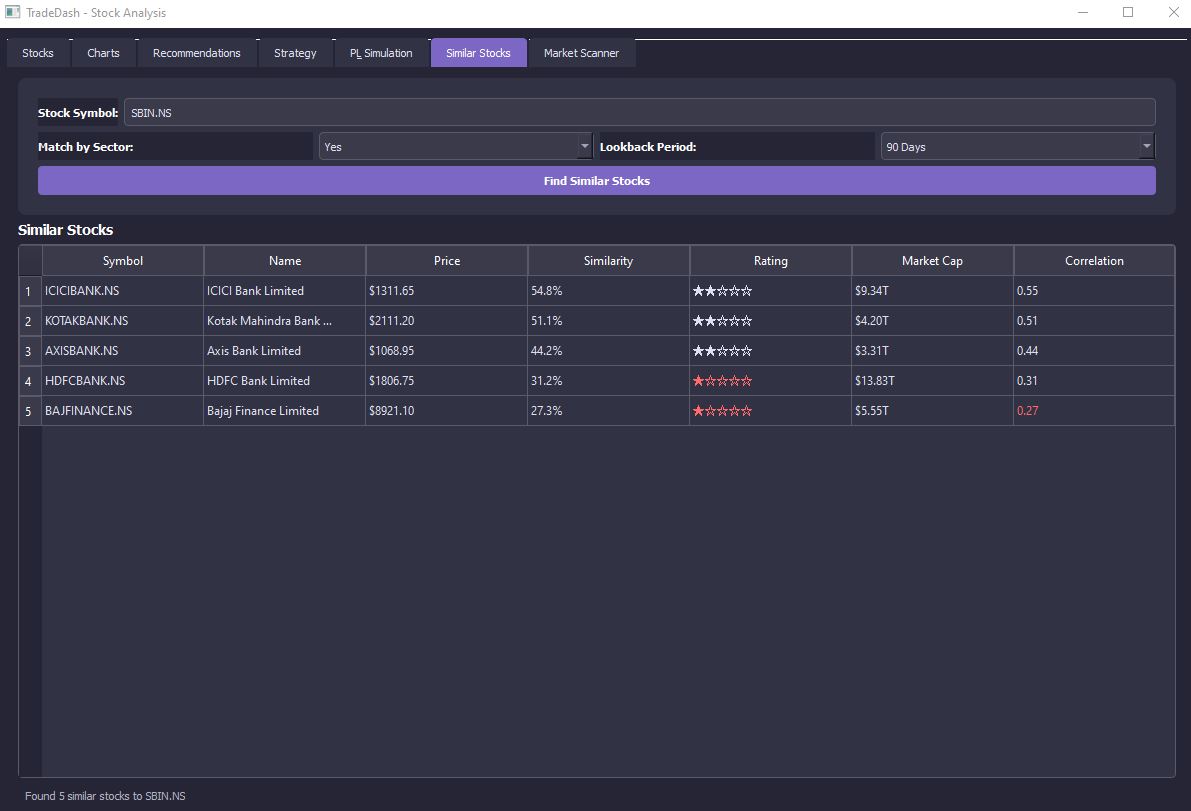 TradeDash - Stock Analysis
Stocks Charts Recommendations Strategy PL Simulation Similar Stocks Market Scanner
Stock Symbol: SBIN.NS
Match by Sector: Yes Lookback Period: 90 Days
Find Similar Stocks
Similar Stocks
Symbol Name Price Similarity Rating Market Cap Correlation
1 ICICIBANK.NS ICICI Bank Limited $1311.65 54.8% ★★☆☆☆ $9.34T 0.55
2 KOTAKBANK.NS Kotak Mahindra Bank ... $2111.20 51.1% ★★☆☆☆ $4.20T 0.51
3 AXISBANK.NS Axis Bank Limited $1068.95 44.2% ★★☆☆☆ $3.31T 0.44
4 HDFCBANK.NS HDFC Bank Limited $1806.75 31.2% ★☆☆☆☆ $13.83T 0.31
5 BAJFINANCE.NS Bajaj Finance Limited $8921.10 27.3% ★☆☆☆☆ $5.55T 0.27
Found 5 similar stocks to SBIN.NS